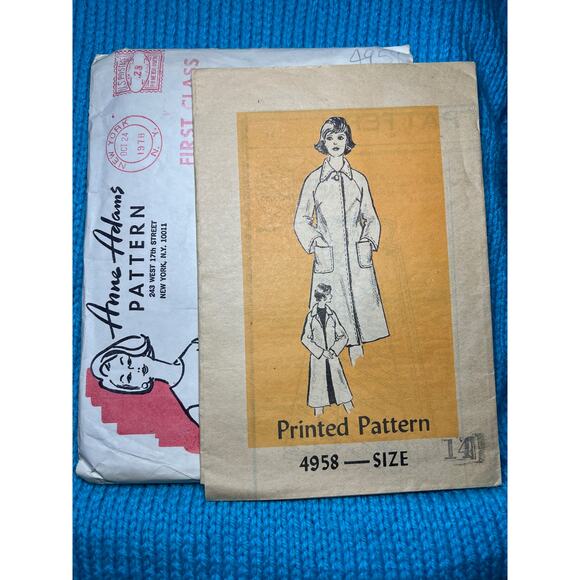 FIRST CLASS
NEW YORK
OCT 24
1978
N. Y.
Anne Adams
PATTERN
243 WEST 17th STREET
NEW YORK, N.Y. 10011
Printed Pattern
4958 — SIZE 14